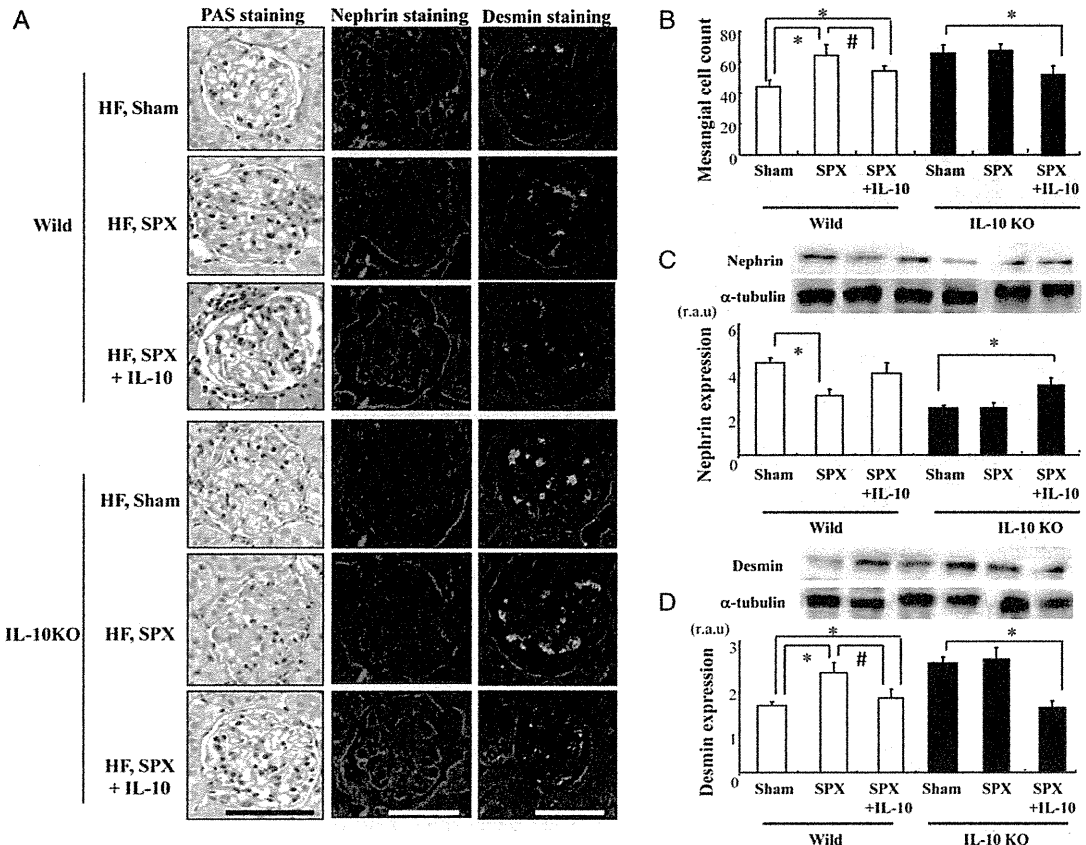 A
PAS staining Nephrin staining Desmin staining
Wild
HF, Sham
HF, SPX
HF, SPX
+ IL-10
IL-10KO
HF, Sham
HF, SPX
HF, SPX
+ IL-10
B
Mesangial cell count
80
60
40
20
0
* * # *
Sham SPX SPX
+IL-10
Sham SPX SPX
+IL-10
Wild IL-10 KO
C
Nephrin
α-tubulin
(r.a.u)
Nephrin expression
6
4
2
0
* *
Sham SPX SPX
+IL-10
Sham SPX SPX
+IL-10
Wild IL-10 KO
Desmin
D
α-tubulin
(r.a.u)
Desmin expression
3
2
1
0
* * # *
Sham SPX SPX
+IL-10
Sham SPX SPX
+IL-10
Wild IL-10 KO